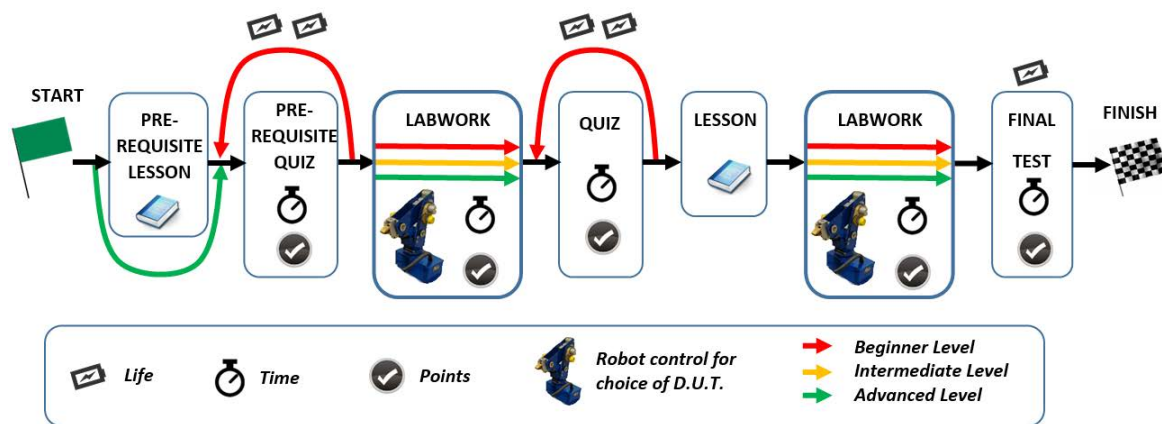 START
PRE-
REQUISITE
LESSON
PRE-
REQUISITE
QUIZ
LABWORK
QUIZ
LESSON
LABWORK
FINAL
TEST
FINISH
Life
Time
Points
Robot control for
choice of D.U.T.
Beginner Level
Intermediate Level
Advanced Level